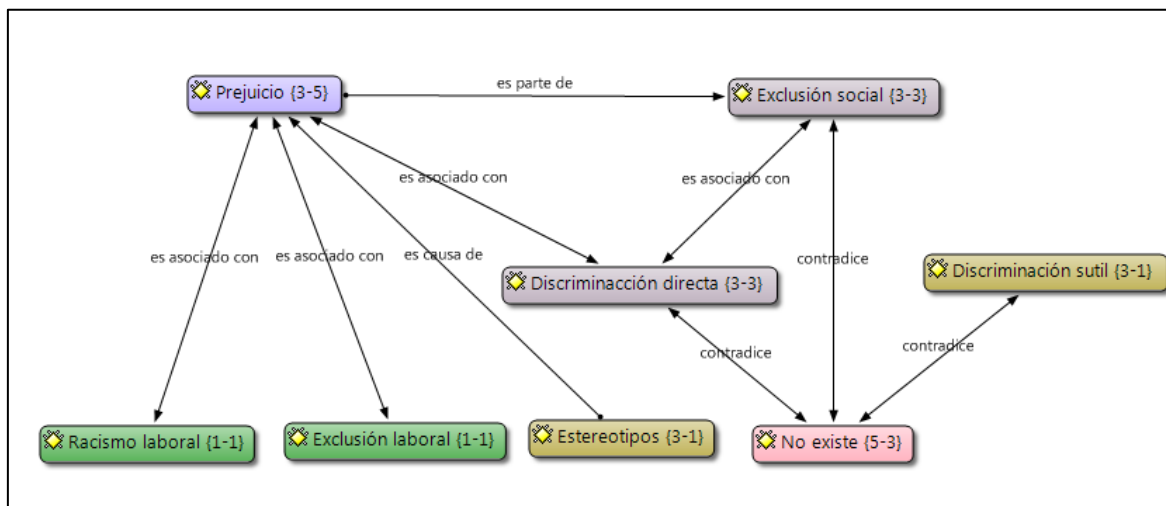 es parte de
Prejuicio {3-5}
Exclusión social {3-3}
es asociado con
es asociado con
es asociado con
es asociado con
es causa de
contradice
Discriminacción directa {3-3}
Discriminación sutil {3-1}
contradice
contradice
Racismo laboral {1-1}
Exclusión laboral {1-1}
Estereotipos {3-1}
No existe {5-3}